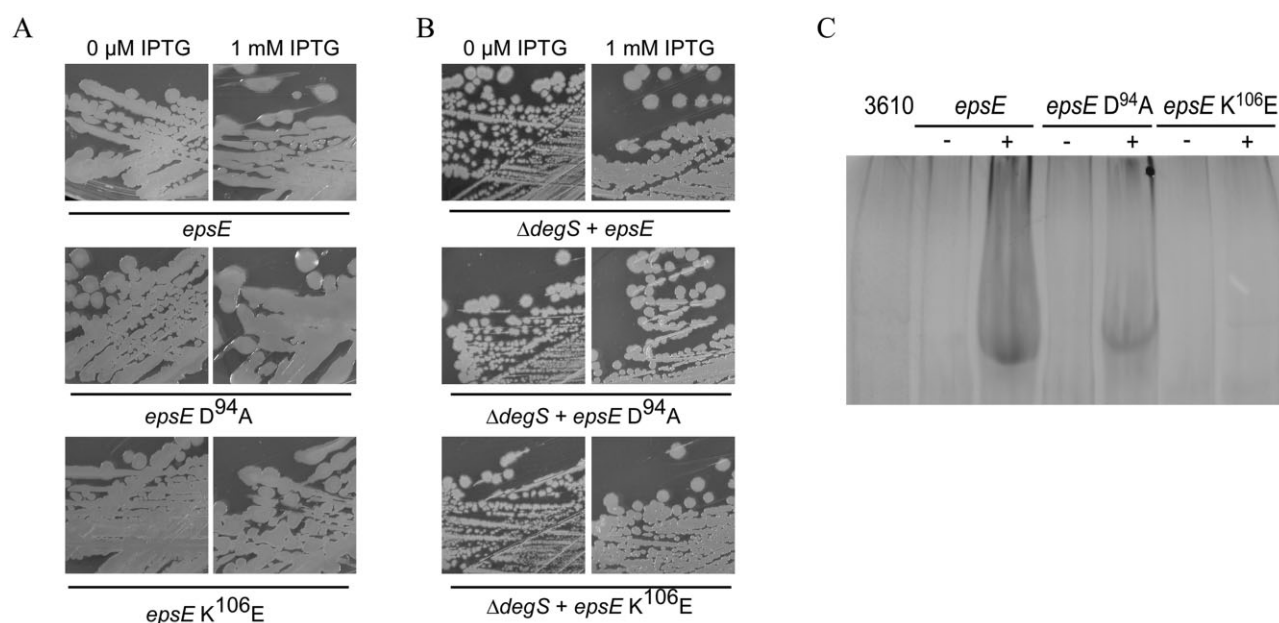 A
0 µM IPTG 1 mM IPTG
epsE
epsE D⁹⁴A
epsE K¹⁰⁶E
B
0 µM IPTG 1 mM IPTG
ΔdegS + epsE
ΔdegS + epsE D⁹⁴A
ΔdegS + epsE K¹⁰⁶E
C
3610 epsE epsE D⁹⁴A epsE K¹⁰⁶E
- + - + - +